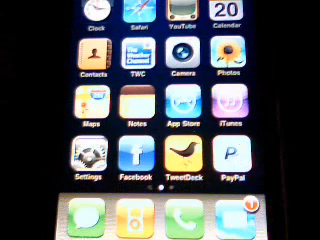 20
Clock Safari YouTube Calendar
The
Weather
Channel
Contacts TWC Camera Photos
Maps Notes App Store iTunes
f P
Settings Facebook TweetDeck PayPal